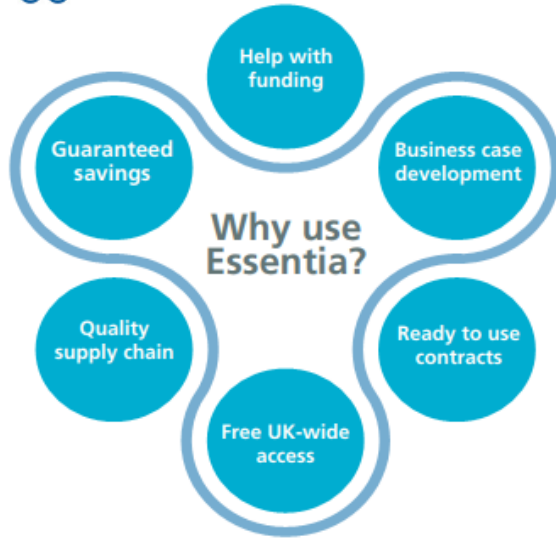 Help with
funding
Guaranteed
savings
Business case
development
Why use
Essentia?
Quality
supply chain
Ready to use
contracts
Free UK-wide
access